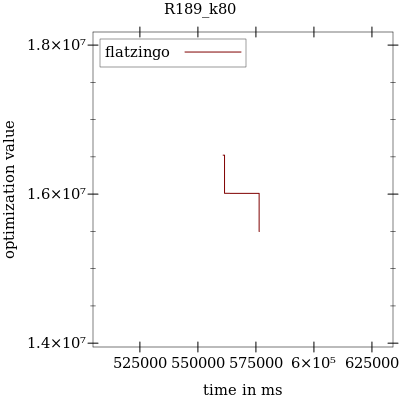 R189_k80
flatzingo
optimization value
1.8×10⁷
1.6×10⁷
1.4×10⁷
525000 550000 575000 6×10⁵ 625000
time in ms